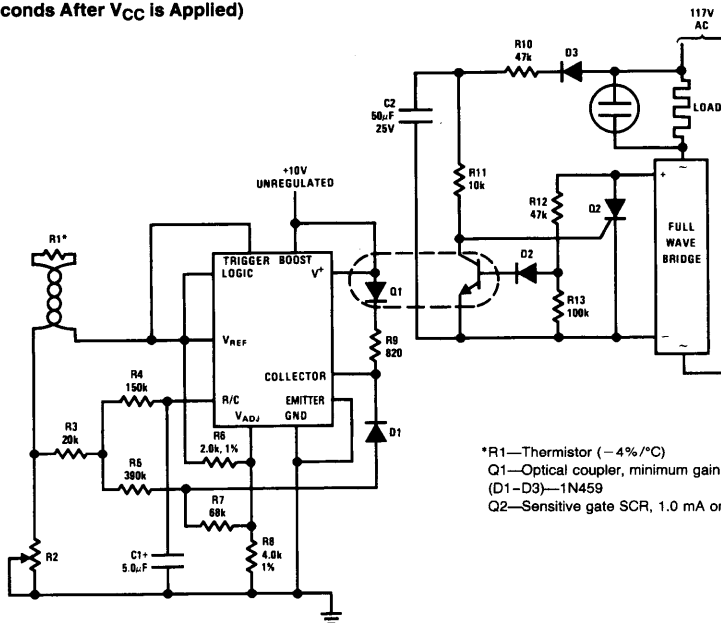 conds After VCC is Applied)
117V
AC
R10
47k
D3
C2
50µF
25V
LOAD
+10V
UNREGULATED
R11
10k
R12
47k
Q2
+
~
FULL
WAVE
BRIDGE
R1*
TRIGGER
BOOST
LOGIC
V+
D2
Q1
R13
100k
R9
820
−
~
VREF
COLLECTOR
R4
150k
R/C
EMITTER
VADJ
GND
D1
R3
20k
R6
2.0k, 1%
R5
390k
R7
68k
R2
C1+
5.0µF
R8
4.0k
1%
*R1—Thermistor (−4%/°C)
Q1—Optical coupler, minimum gain
(D1–D3)—1N459
Q2—Sensitive gate SCR, 1.0 mA